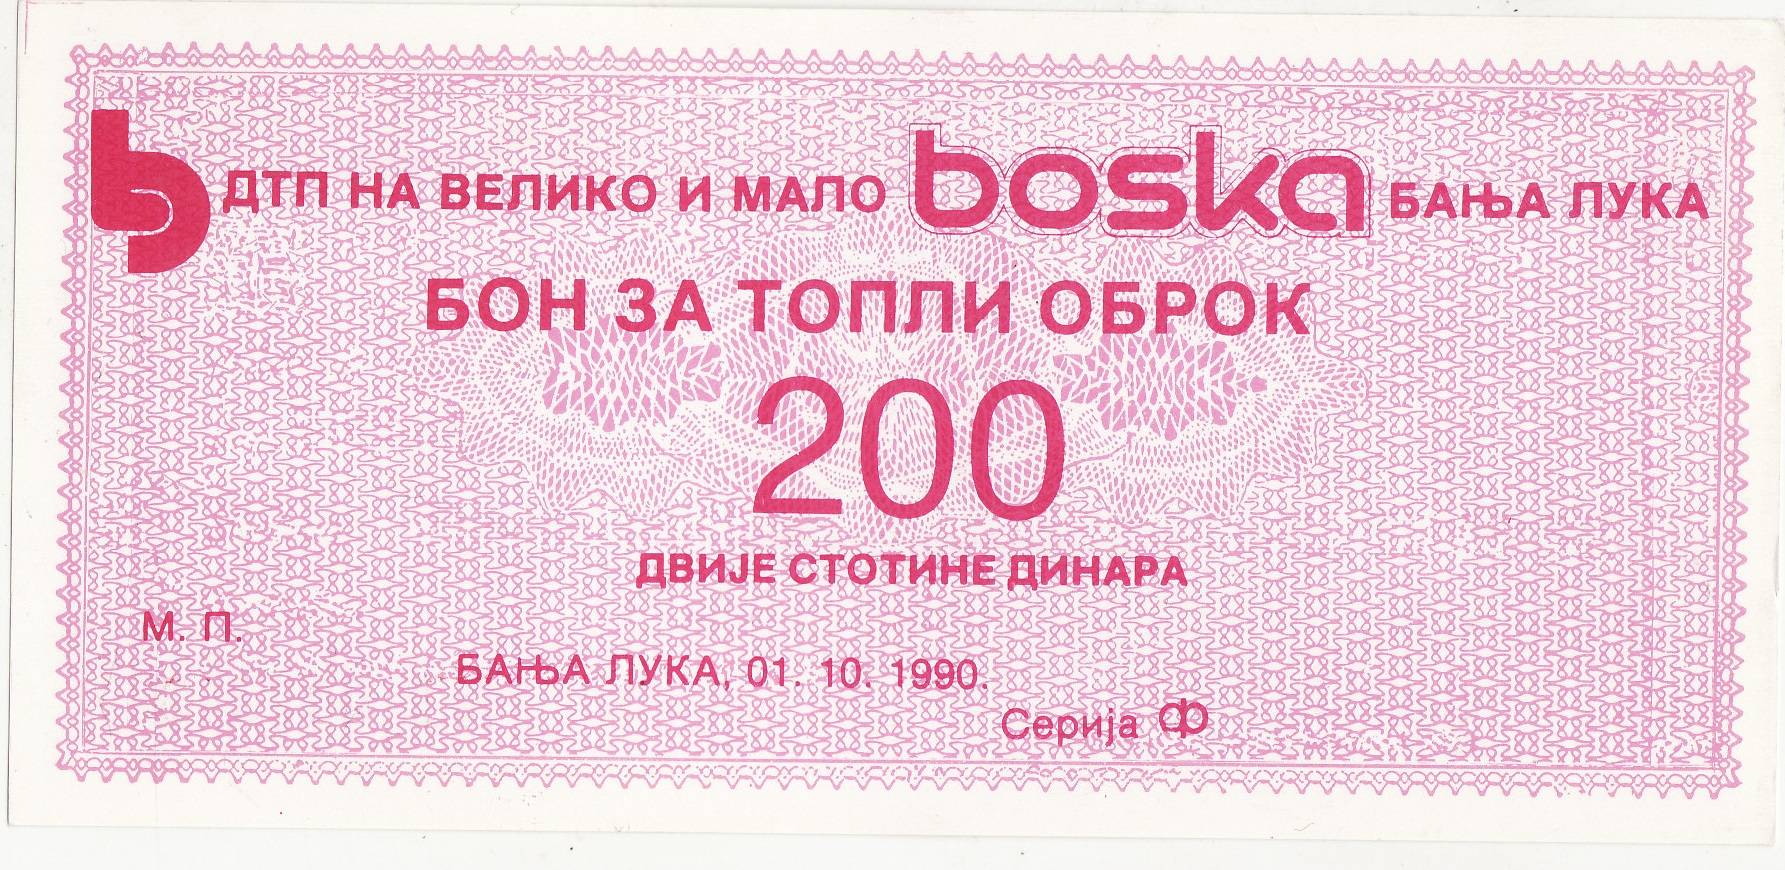 ДТП НА ВЕЛИКО И МАЛО boska БАЊА ЛУКА
БОН ЗА ТОПЛИ ОБРОК
200
ДВИЈЕ СТОТИНЕ ДИНАРА
М. П.
БАЊА ЛУКА, 01. 10. 1990.
Серија Ф